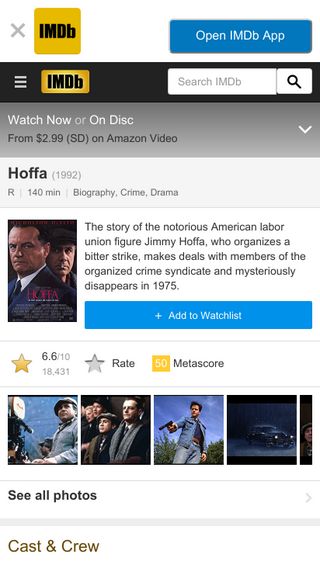 IMDb
Open IMDb App
IMDb
Search IMDb
Watch Now or On Disc
From $2.99 (SD) on Amazon Video
Hoffa (1992)
R | 140 min | Biography, Crime, Drama
HOFFA
The story of the notorious American labor
union figure Jimmy Hoffa, who organizes a
bitter strike, makes deals with members of the
organized crime syndicate and mysteriously
disappears in 1975.
+ Add to Watchlist
6.6/10
18,431
Rate
50 Metascore
See all photos
Cast & Crew